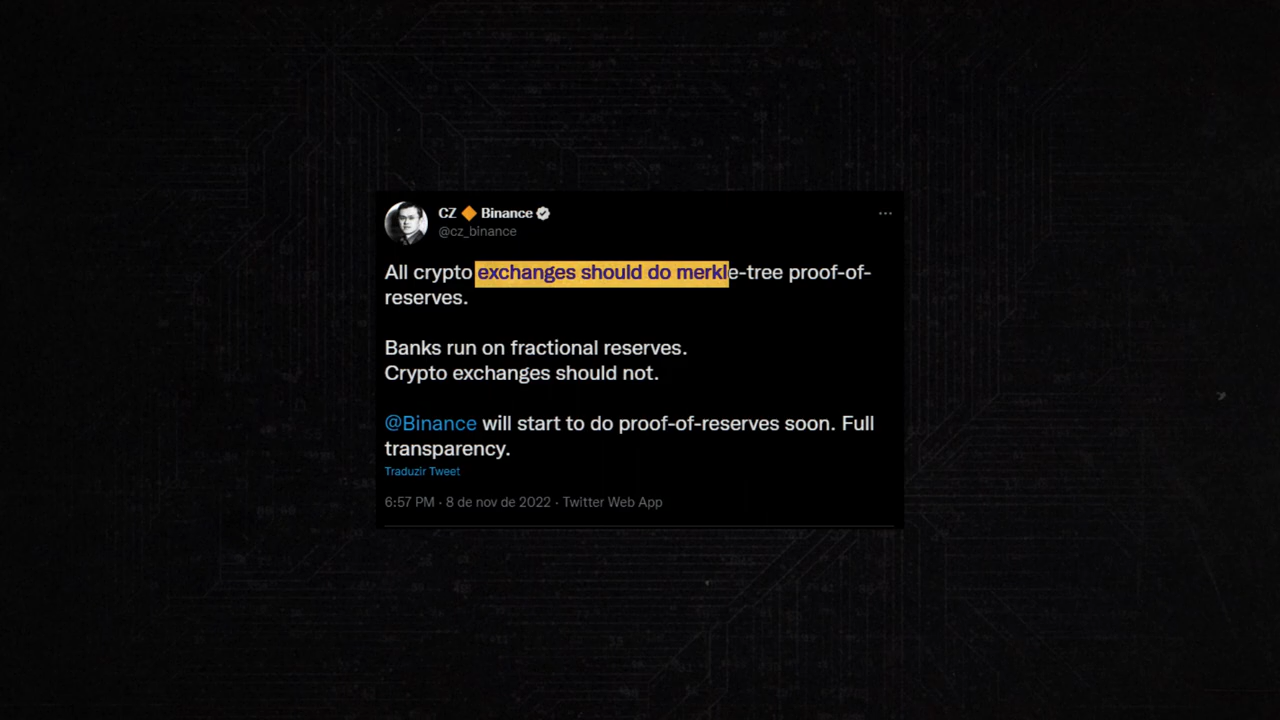 CZ 🔶 Binance
@cz_binance
All crypto exchanges should do merkle-tree proof-of-
reserves.
Banks run on fractional reserves.
Crypto exchanges should not.
@Binance will start to do proof-of-reserves soon. Full
transparency.
Traduzir Tweet
6:57 PM · 8 de nov de 2022 · Twitter Web App